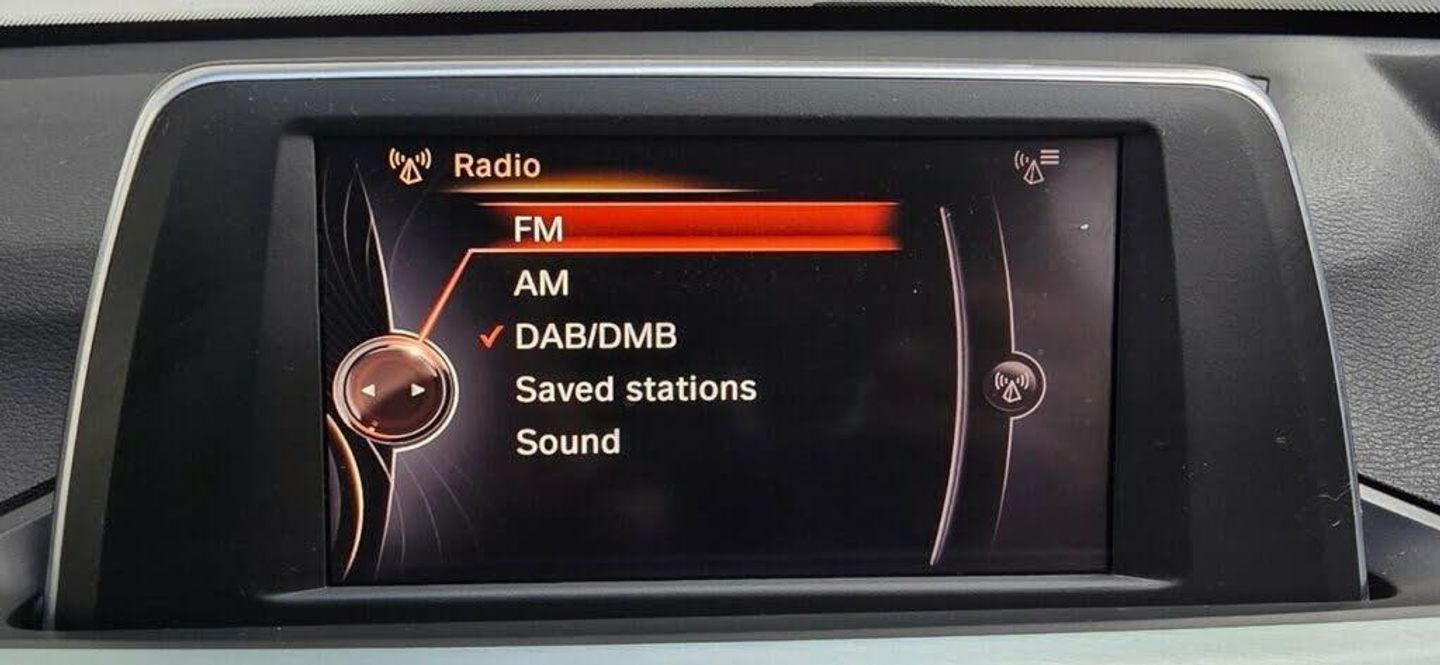 Radio
FM
AM
DAB/DMB
Saved stations
Sound